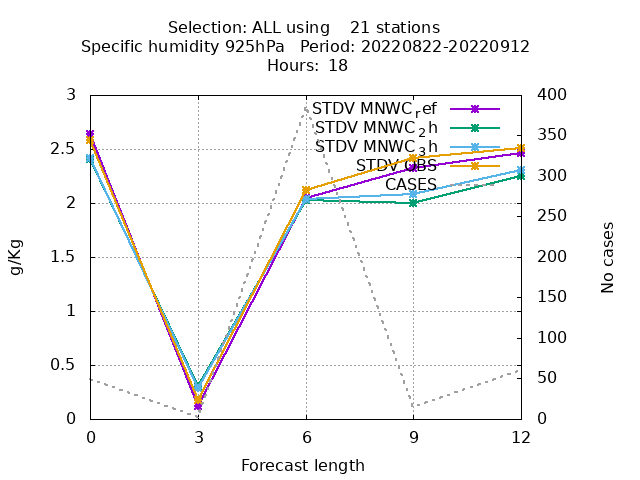 Selection: ALL using 21 stations
Specific humidity 925hPa Period: 20220822-20220912
Hours: 18
3
2.5
2
1.5
1
0.5
0
400
350
300
250
200
150
100
50
0
0 3 6 9 12
g/Kg
No cases
Forecast length
STDV MNWC_ref
STDV MNWC_2h
STDV MNWC_3h
STDV OBS
CASES